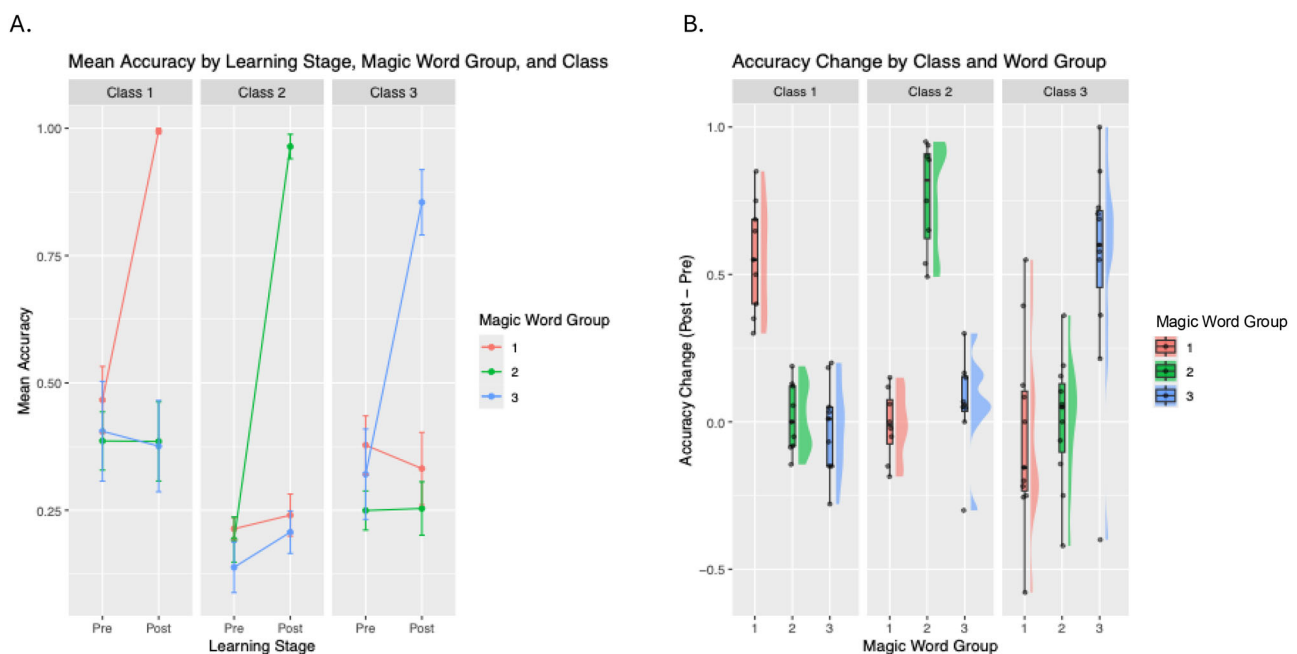 A.
Mean Accuracy by Learning Stage, Magic Word Group, and Class
Class 1 Class 2 Class 3
1.00
0.75
0.50
0.25
Mean Accuracy
Pre Post Pre Post Pre Post
Learning Stage
Magic Word Group
1
2
3
B.
Accuracy Change by Class and Word Group
Class 1 Class 2 Class 3
1.0
0.5
0.0
−0.5
Accuracy Change (Post − Pre)
1 2 3 1 2 3 1 2 3
Magic Word Group
Magic Word Group
1
2
3